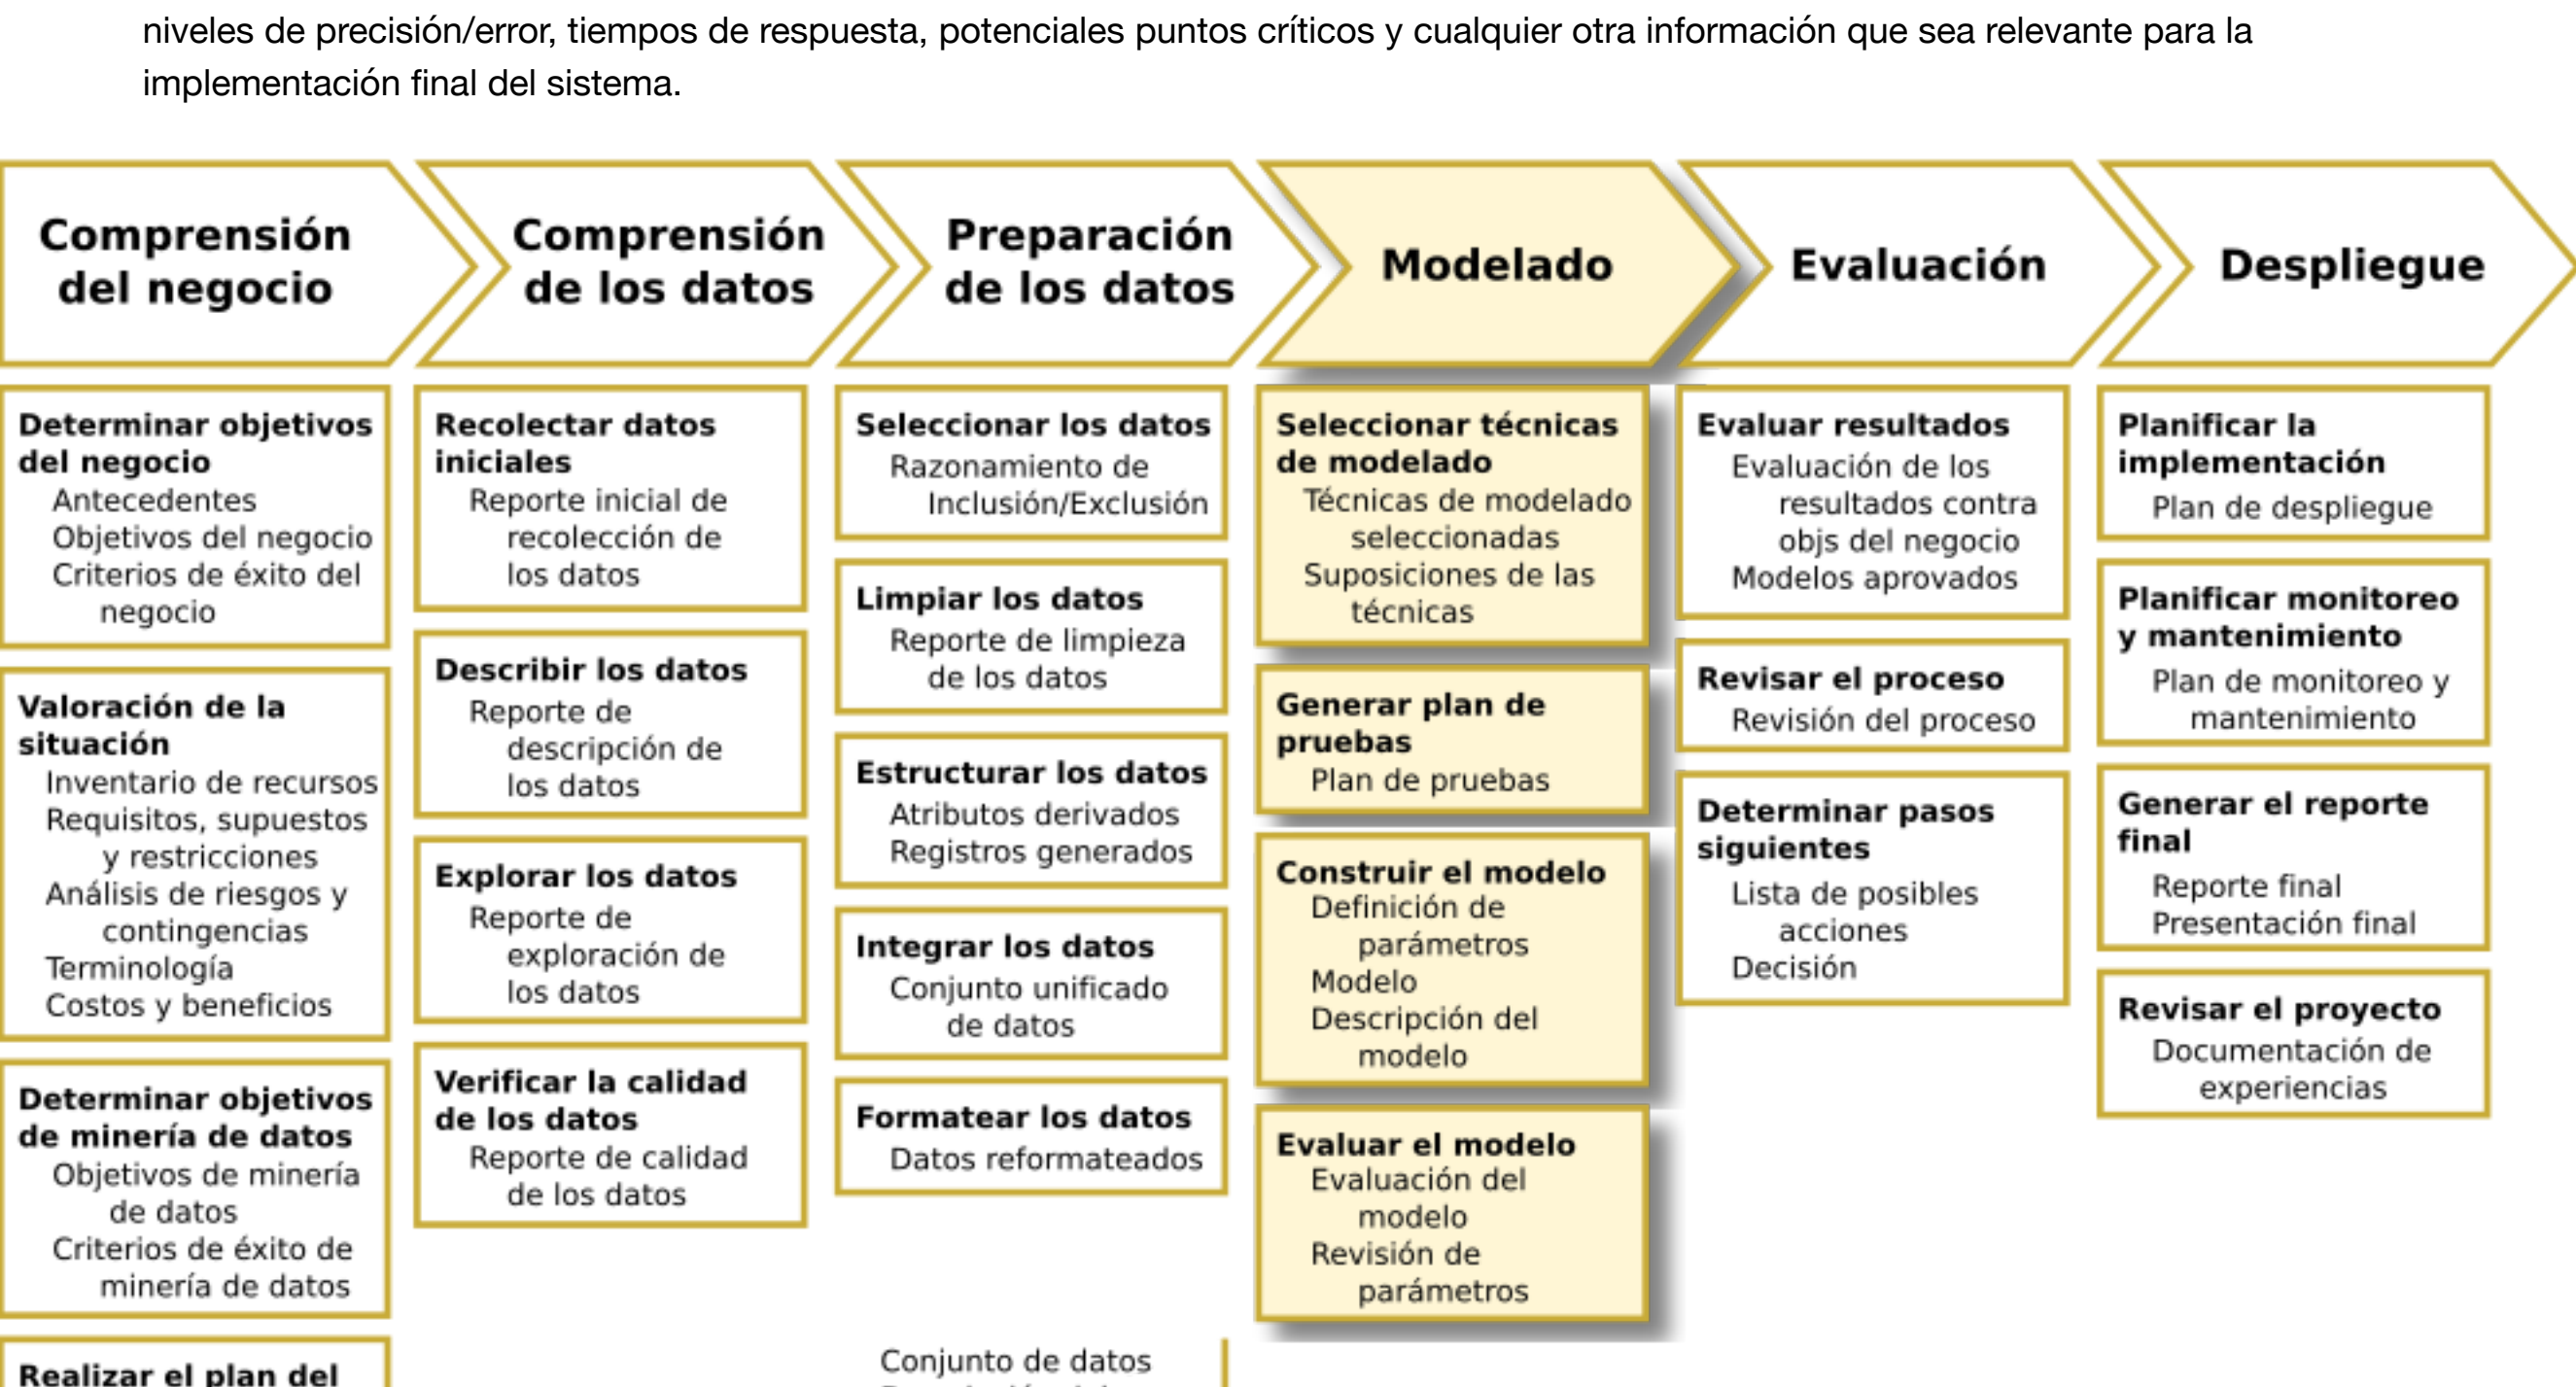 niveles de precisión/error, tiempos de respuesta, potenciales puntos críticos y cualquier otra información que sea relevante para la
implementación final del sistema.
Comprensión
del negocio
Comprensión
de los datos
Preparación
de los datos
Modelado
Evaluación
Despliegue
Determinar objetivos
del negocio
Antecedentes
Objetivos del negocio
Criterios de éxito del
negocio
Valoración de la
situación
Inventario de recursos
Requisitos, supuestos
y restricciones
Análisis de riesgos y
contingencias
Terminología
Costos y beneficios
Determinar objetivos
de minería de datos
Objetivos de minería
de datos
Criterios de éxito de
minería de datos
Realizar el plan del
Recolectar datos
iniciales
Reporte inicial de
recolección de
los datos
Describir los datos
Reporte de
descripción de
los datos
Explorar los datos
Reporte de
exploración de
los datos
Verificar la calidad
de los datos
Reporte de calidad
de los datos
Seleccionar los datos
Razonamiento de
Inclusión/Exclusión
Limpiar los datos
Reporte de limpieza
de los datos
Estructurar los datos
Atributos derivados
Registros generados
Integrar los datos
Conjunto unificado
de datos
Formatear los datos
Datos reformateados
Conjunto de datos
Seleccionar técnicas
de modelado
Técnicas de modelado
seleccionadas
Suposiciones de las
técnicas
Generar plan de
pruebas
Plan de pruebas
Construir el modelo
Definición de
parámetros
Modelo
Descripción del
modelo
Evaluar el modelo
Evaluación del
modelo
Revisión de
parámetros
Evaluar resultados
Evaluación de los
resultados contra
objs del negocio
Modelos aprovados
Revisar el proceso
Revisión del proceso
Determinar pasos
siguientes
Lista de posibles
acciones
Decisión
Planificar la
implementación
Plan de despliegue
Planificar monitoreo
y mantenimiento
Plan de monitoreo y
mantenimiento
Generar el reporte
final
Reporte final
Presentación final
Revisar el proyecto
Documentación de
experiencias